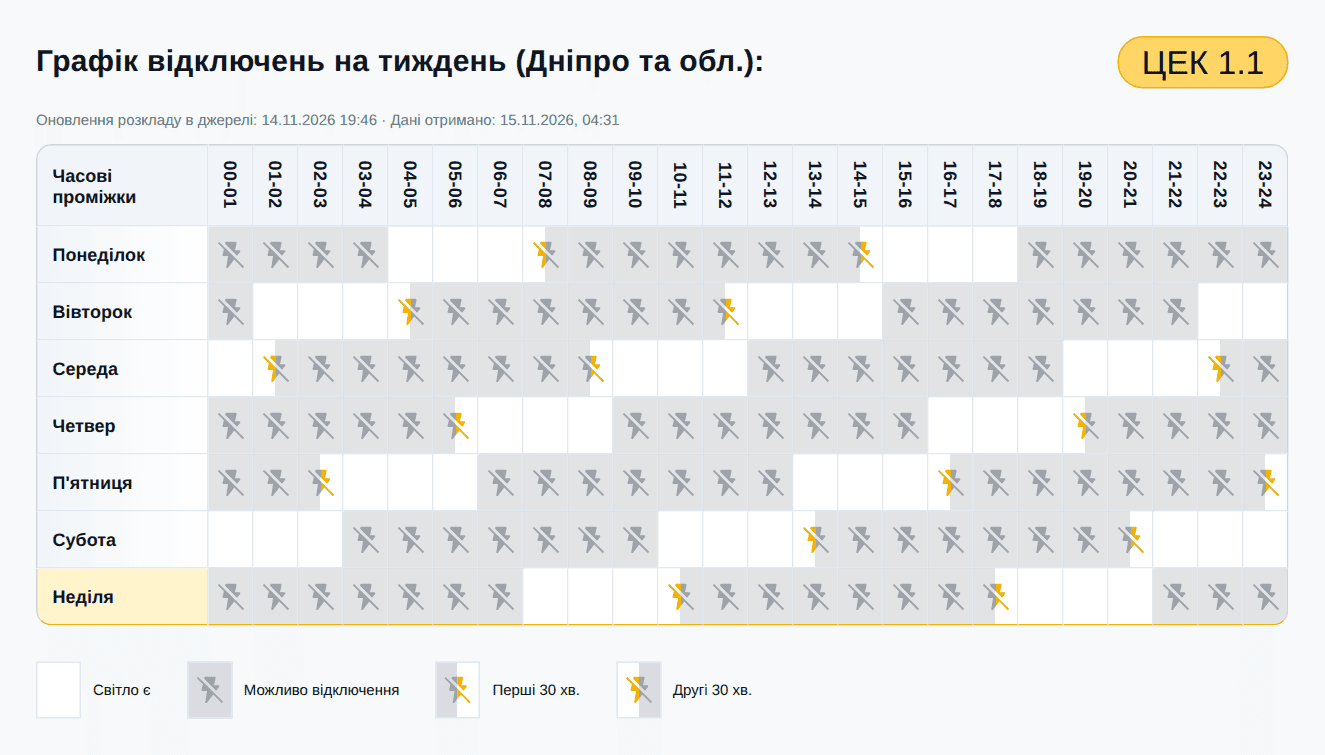 Графік відключень на тиждень (Дніпро та обл.):
ЦЕК 1.1
Оновлення розкладу в джерелі: 14.11.2026 19:46 · Дані отримано: 15.11.2026, 04:31
Часові
проміжки
00-01
01-02
02-03
03-04
04-05
05-06
06-07
07-08
08-09
09-10
10-11
11-12
12-13
13-14
14-15
15-16
16-17
17-18
18-19
19-20
20-21
21-22
22-23
23-24
Понеділок
Вівторок
Середа
Четвер
П'ятниця
Субота
Неділя
Світло є
Можливо відключення
Перші 30 хв.
Другі 30 хв.